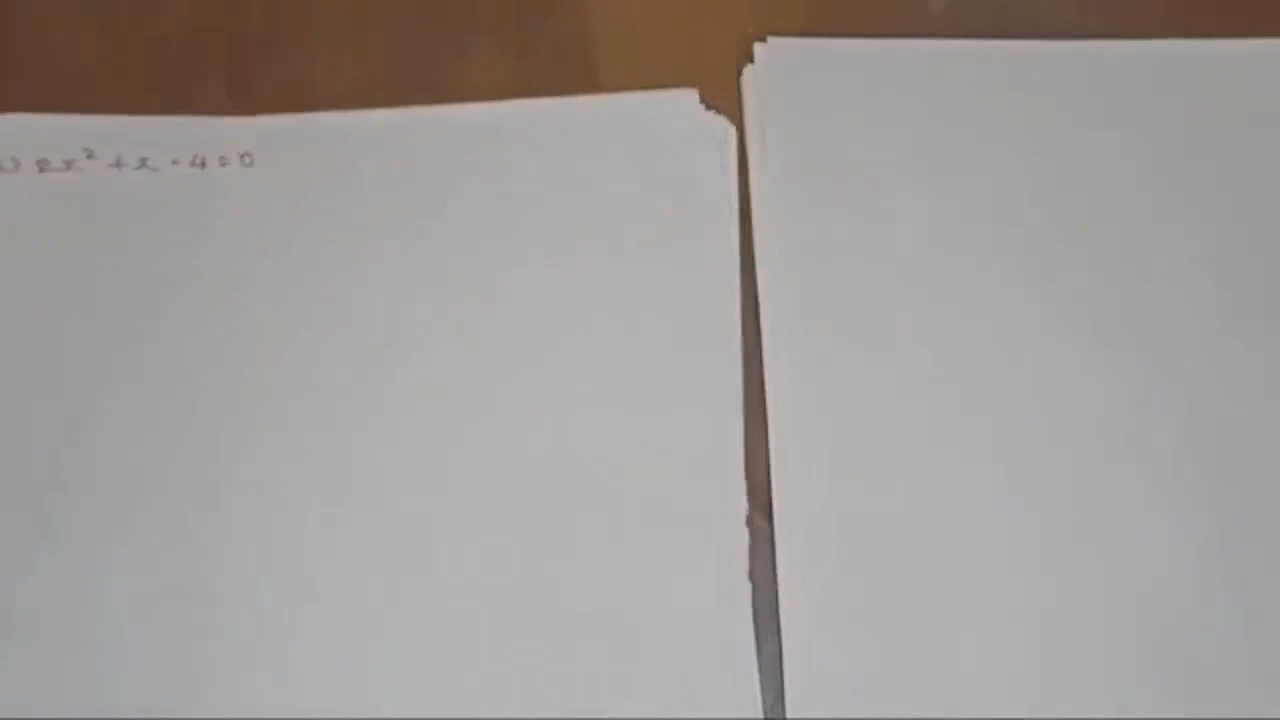 ) 2x² + x - 4 = 0